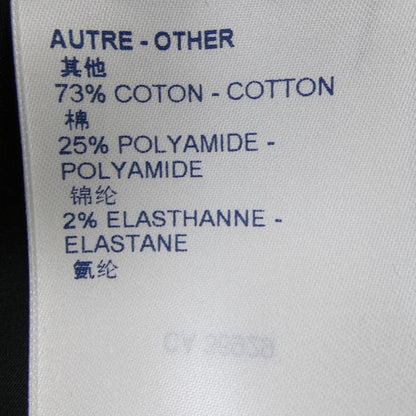 AUTRE - OTHER
其他
73% COTON - COTTON
棉
25% POLYAMIDE -
POLYAMIDE
锦纶
2% ELASTHANNE -
ELASTANE
氨纶